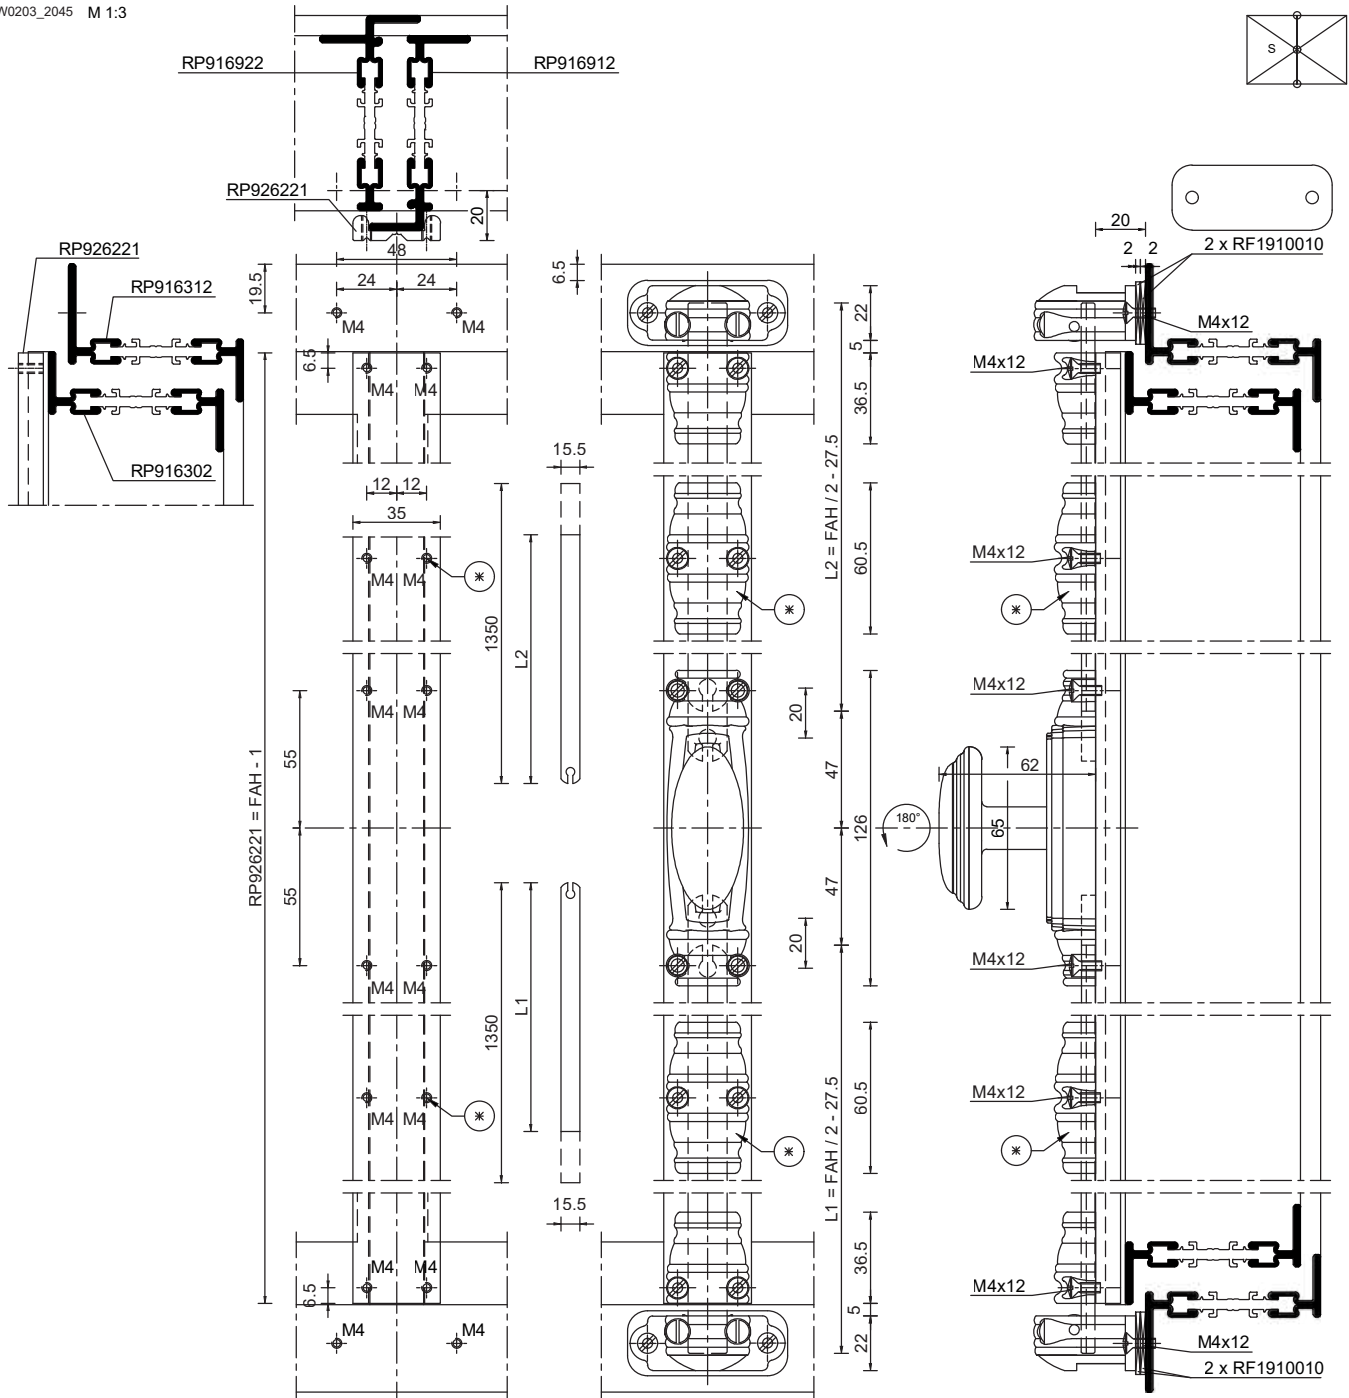 W0203_2045 M 1:3
S
RP916922
RP916912
RP926221
20
48
24 24
19.5
M4 M4
6.5
RP926221
RP916312
RP916302
6.5
M4 M4
12 12
35
15.5
M4 M4
1350
L2
M4 M4
55
RP926221 = FAH - 1
55
M4 M4
L1
1350
M4 M4
15.5
M4 M4
6.5
M4 M4
22
5
36.5
L2 = FAH / 2 - 27.5
60.5
20
47
126
47
20
L1 = FAH / 2 - 27.5
60.5
36.5
5
22
20
2 2
2 x RF1910010
M4x12
M4x12
M4x12
M4x12
62
180°
65
M4x12
M4x12
M4x12
M4x12
2 x RF1910010